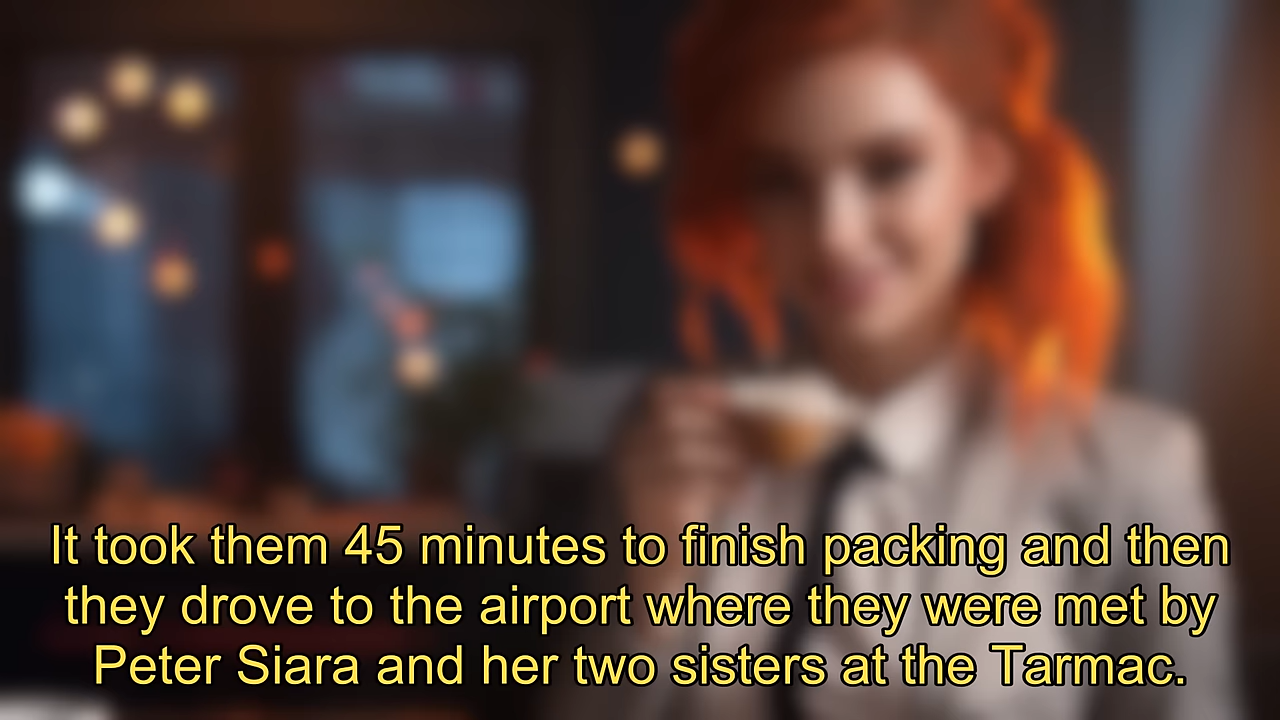 It took them 45 minutes to finish packing and then
they drove to the airport where they were met by
Peter Siara and her two sisters at the Tarmac.